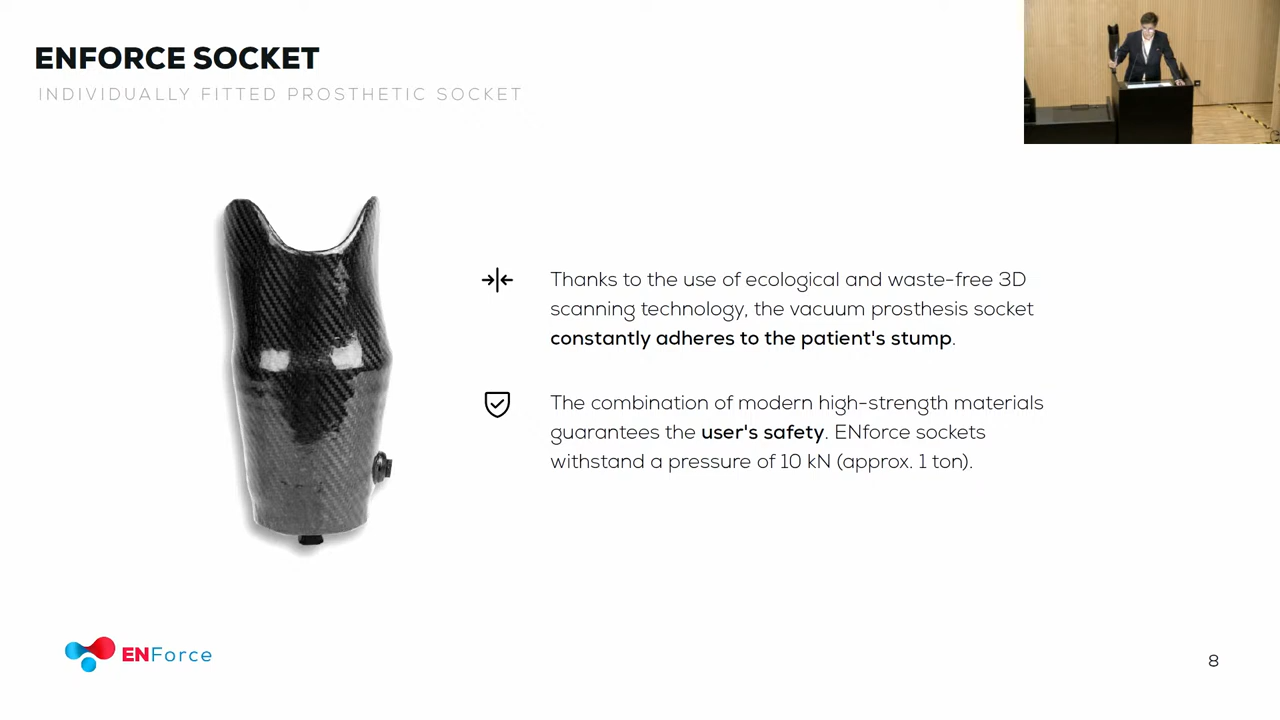 ENFORCE SOCKET
INDIVIDUALLY FITTED PROSTHETIC SOCKET
Thanks to the use of ecological and waste-free 3D
scanning technology, the vacuum prosthesis socket
constantly adheres to the patient's stump.
The combination of modern high-strength materials
guarantees the user's safety. ENforce sockets
withstand a pressure of 10 kN (approx. 1 ton).
ENForce
8